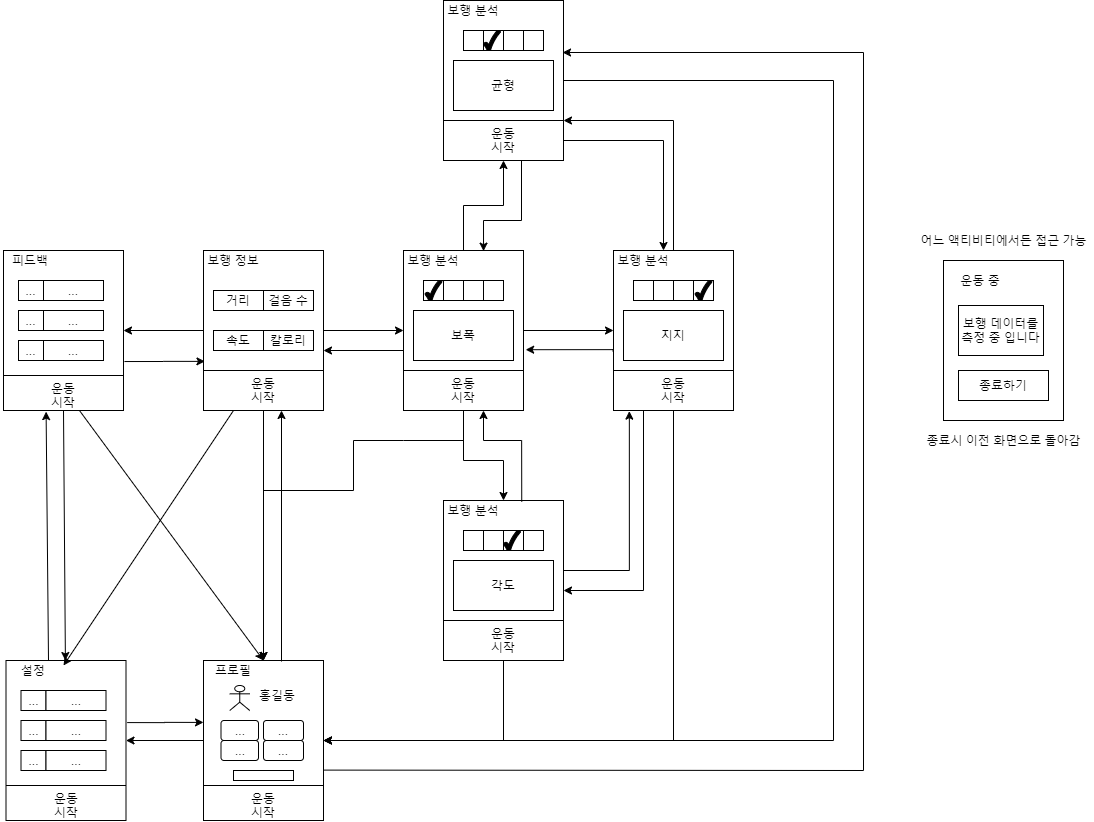 보행 분석
균형
운동
시작
피드백
... ...
... ...
... ...
운동
시작
보행 정보
거리 걸음 수
속도 칼로리
운동
시작
보행 분석
보폭
운동
시작
보행 분석
지지
운동
시작
어느 액티비티에서든 접근 가능
운동 중
보행 데이터를
측정 중 입니다
종료하기
종료시 이전 화면으로 돌아감
보행 분석
각도
운동
시작
설정
... ...
... ...
... ...
운동
시작
프로필
홍길동
... ...
... ...
운동
시작